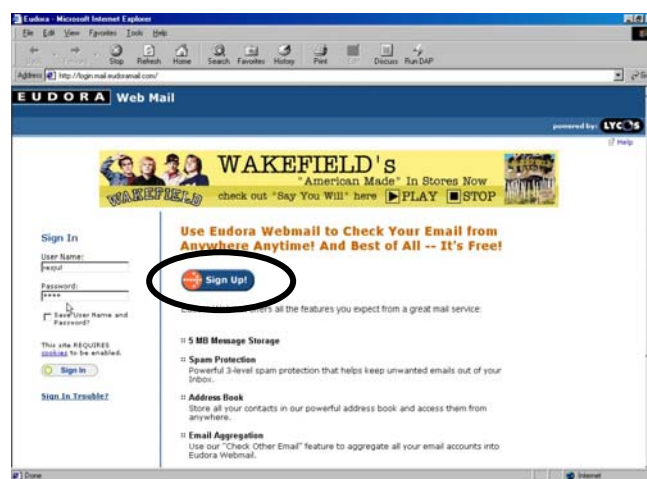 Eudora - Microsoft Internet Explorer
File Edit View Favorites Tools Help
Stop Refresh Home Search Favorites History Print Edit Discuss Run DAP
Address http://login.mail.eudoramail.com/
EUDORA Web Mail
powered by: LYCOS
Help
WAKEFIELD's
"American Made" In Stores Now
WAKEFIELD check out "Say You Will" here PLAY STOP
Sign In
User Name:
Password:
****
Save User Name and
Password?
This site REQUIRES
cookies to be enabled.
Sign In
Sign In Trouble?
Use Eudora Webmail to Check Your Email from
Anywhere Anytime! And Best of All -- It's Free!
Sign Up!
offers all the features you expect from a great mail service:
5 MB Message Storage
Spam Protection
Powerful 3-level spam protection that helps keep unwanted emails out of your
Inbox.
Address Book
Store all your contacts in our powerful address book and access them from
anywhere.
Email Aggregation
Use our "Check Other Email" feature to aggregate all your email accounts into
Eudora Webmail.
Done
Internet